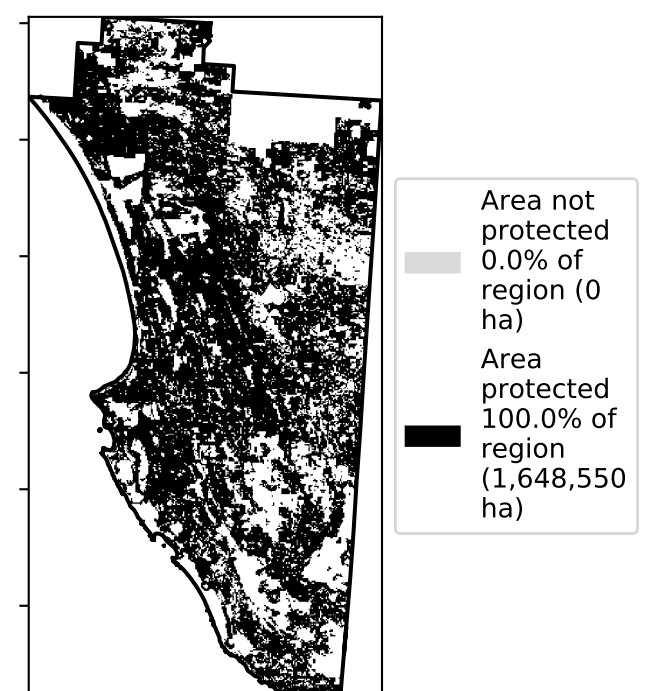 Area not
protected
0.0% of
region (0
ha)
Area
protected
100.0% of
region
(1,648,550
ha)